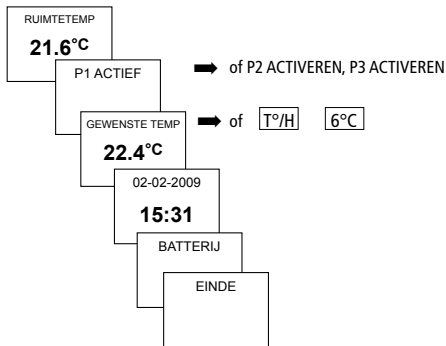 RUIMTETEMP
21.6°C
P1 ACTIEF
➡ of P2 ACTIVEREN, P3 ACTIVEREN
GEWENSTE TEMP
➡ of T°/H 6°C
22.4°C
02-02-2009
15:31
BATTERIJ
EINDE